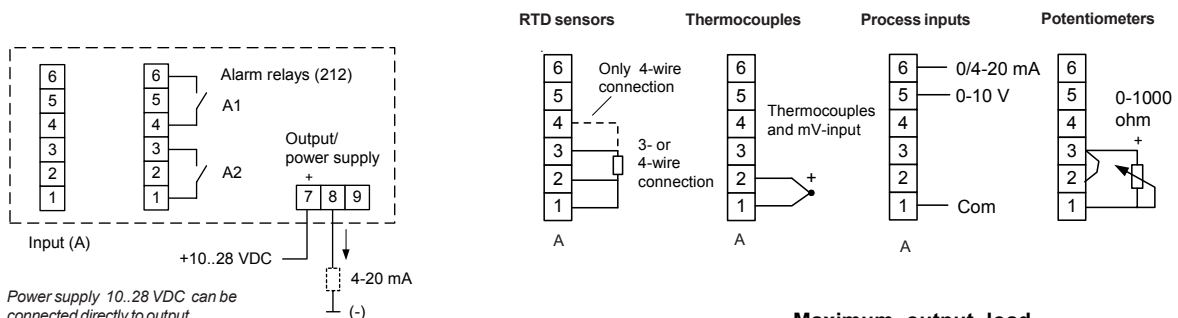 RTD sensors
Thermocouples
Process inputs
Potentiometers
6
5
4
3
2
1
Input (A)
6
5
4
3
2
1
Alarm relays (212)
A1
A2
Output/
power supply
+
7 8 9
+10..28 VDC
4-20 mA
(-)
Power supply 10..28 VDC can be
connected directly to output
6
5
4
3
2
1
A
Only 4-wire
connection
3- or
4-wire
connection
6
5
4
3
2
1
A
Thermocouples
and mV-input
+
6
5
4
3
2
1
A
0/4-20 mA
0-10 V
Com
6
5
4
3
2
1
0-1000
ohm
+
Maximum output load